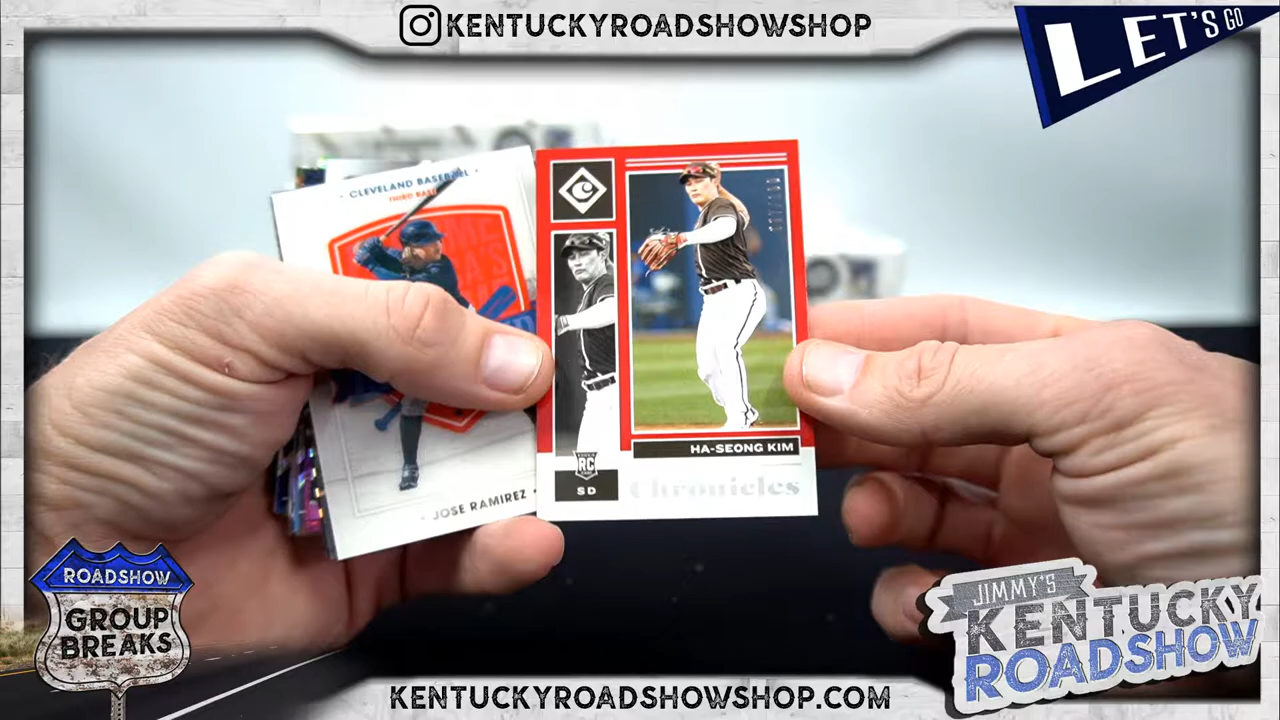 KENTUCKYROADSHOWSHOP
LET'S GO
CLEVELAND BASEBALL
THIRD BASE
JOSE RAMIREZ
C
RC
SD
HA-SEONG KIM
Chronicles
ROADSHOW
GROUP
BREAKS
JIMMY'S
KENTUCKY
ROADSHOW
KENTUCKYROADSHOWSHOP.COM